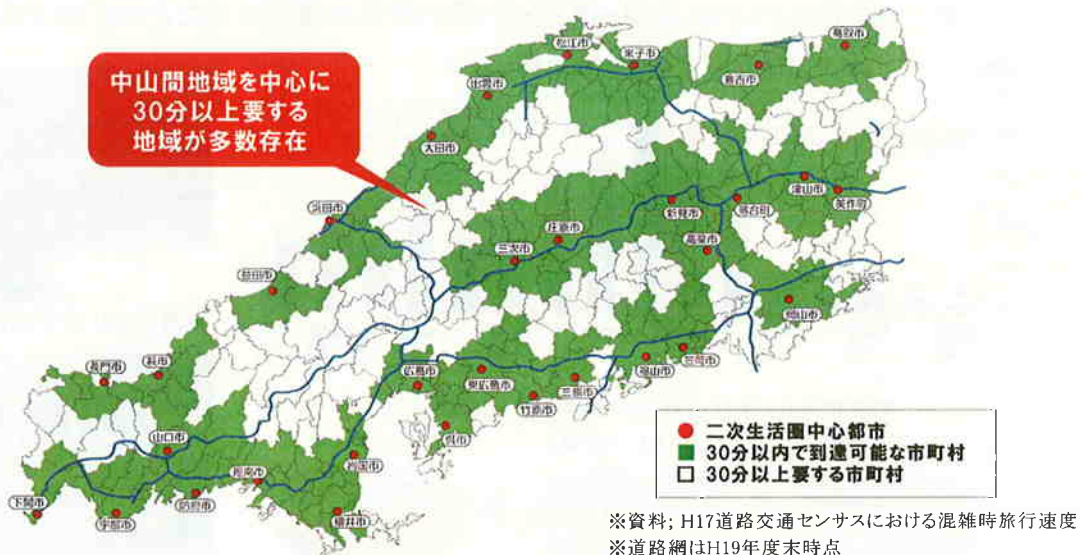 中山間地域を中心に
30分以上要する
地域が多数存在
鳥取市
松江市
米子市
倉吉市
出雲市
大田市
津山市
美作町
新見市
落合町
浜田市
庄原市
三次市
高梁市
益田市
岡山市
笠岡市
福山市
長門市
萩市
広島市
東広島市
三原市
竹原市
呉市
山口市
岩国市
周南市
防府市
下関市
宇部市
柳井市
二次生活圏中心都市
30分以内で到達可能な市町村
30分以上要する市町村
※資料; H17道路交通センサスにおける混雑時旅行速度
※道路網はH19年度末時点